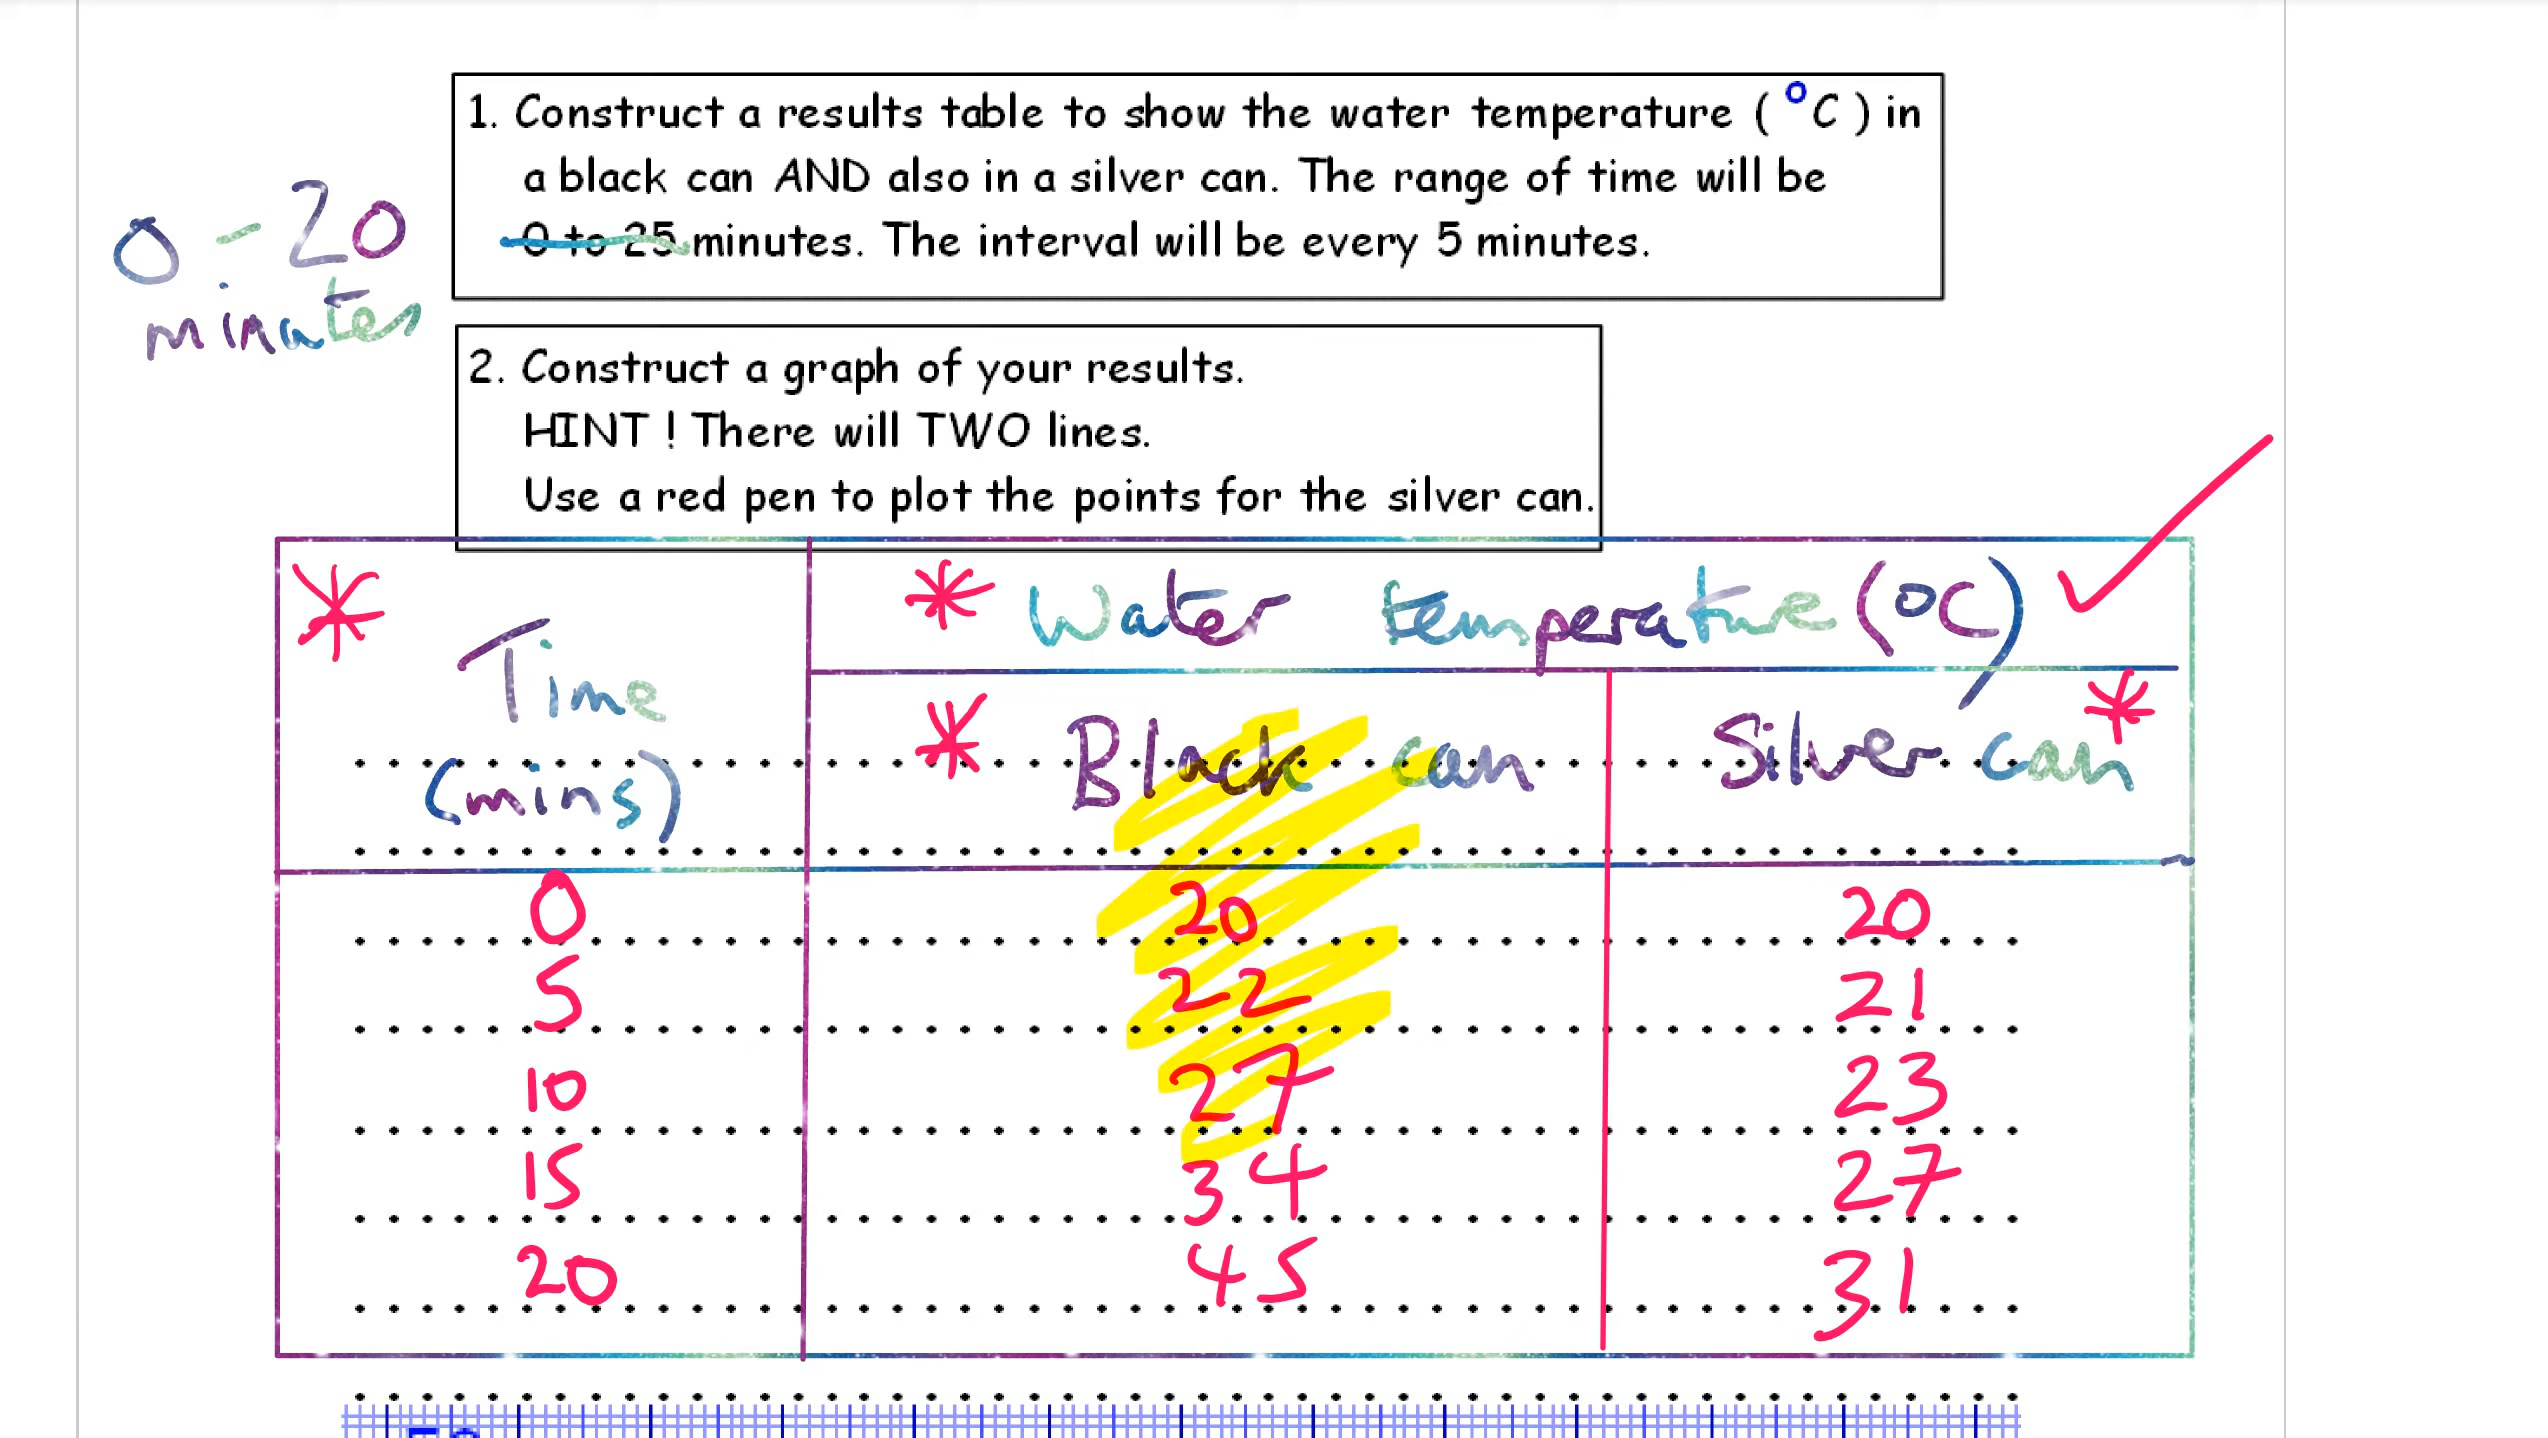 1. Construct a results table to show the water temperature ( °C ) in
a black can AND also in a silver can. The range of time will be
0 to 25 minutes. The interval will be every 5 minutes.
0 - 20
minutes
2. Construct a graph of your results.
HINT ! There will TWO lines.
Use a red pen to plot the points for the silver can.
* Time
(mins)
* Water temperature (°C) ✓
* Black can
Silver can *
0 20 20
5 22 21
10 27 23
15 34 27
20 45 31